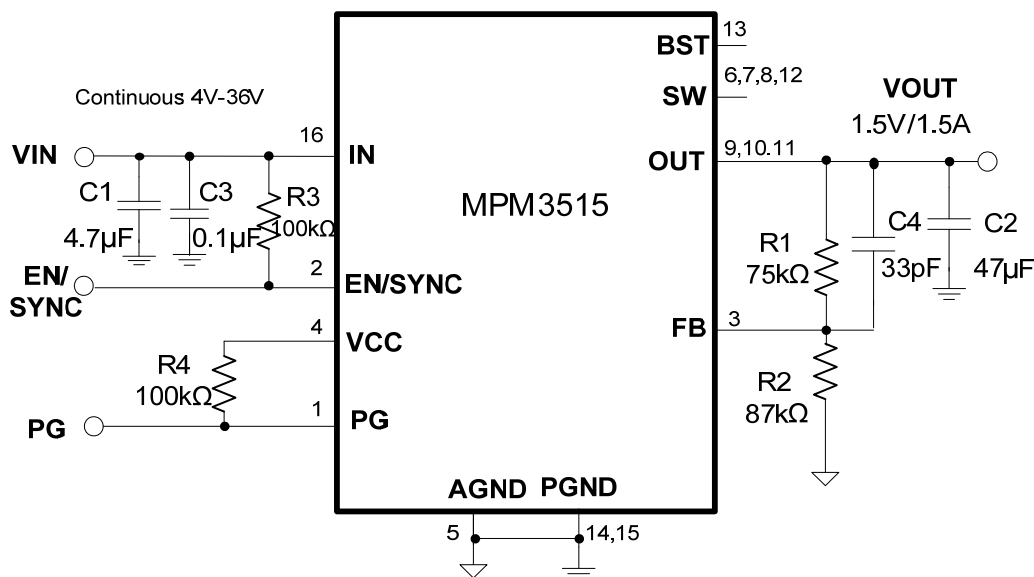 Continuous 4V-36V
VIN
16
IN
C1
4.7µF
C3
0.1µF
R3
100kΩ
EN/
SYNC
2
EN/SYNC
4
VCC
R4
100kΩ
PG
1
PG
MPM3515
BST
13
SW
6,7,8,12
OUT
9,10.11
VOUT
1.5V/1.5A
R1
75kΩ
C4
33pF
C2
47µF
FB
3
R2
87kΩ
AGND
PGND
5
14,15